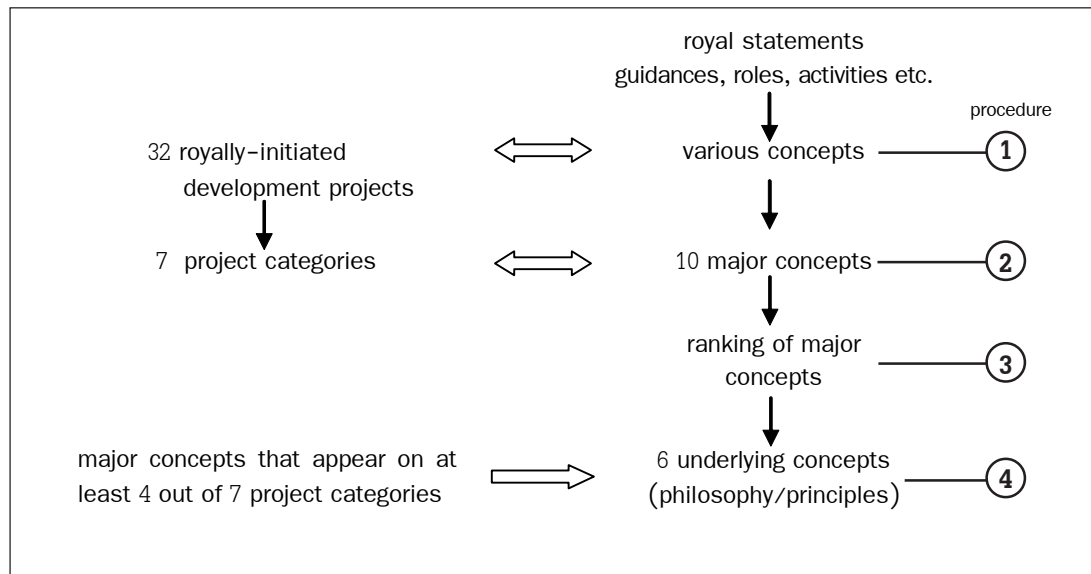 royal statements
guidances, roles, activities etc.
procedure
32 royally-initiated
development projects
various concepts
1
7 project categories
10 major concepts
2
ranking of major
concepts
3
major concepts that appear on at
least 4 out of 7 project categories
6 underlying concepts
(philosophy/principles)
4